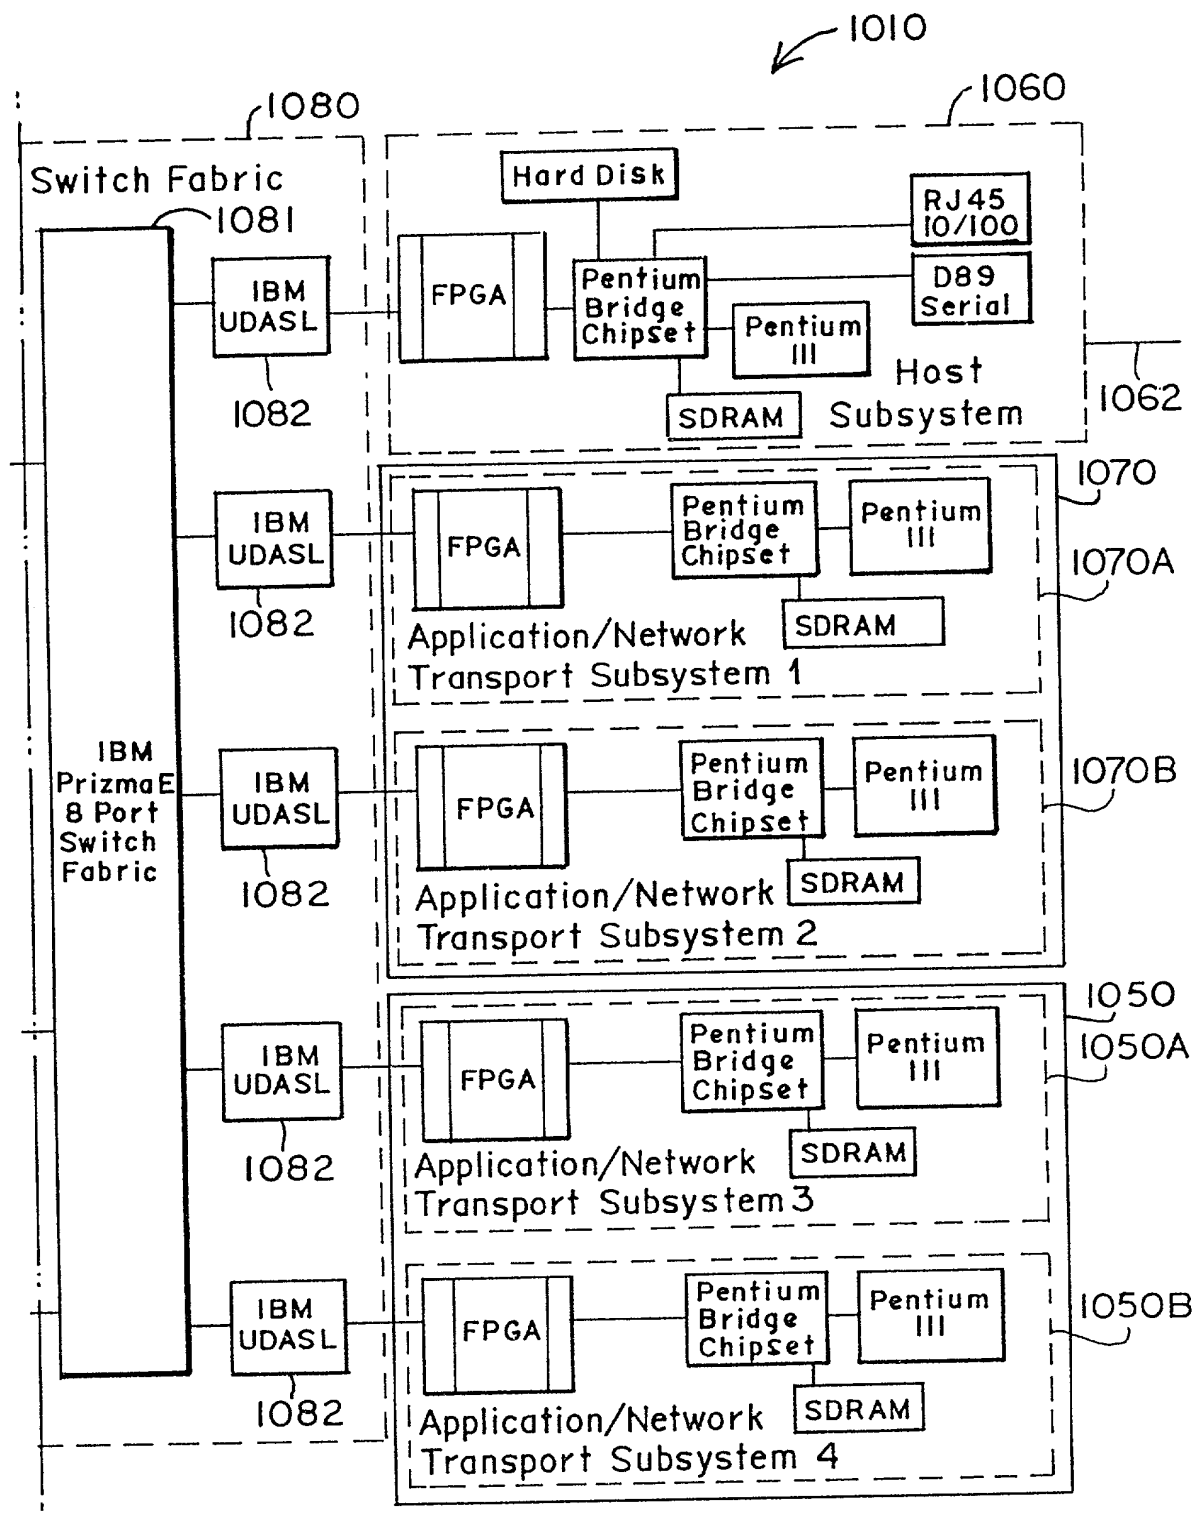 1010
1080
1060
Switch Fabric
1081
Hard Disk
RJ45
10/100
IBM
UDASL
FPGA
Pentium
Bridge
Chipset
D89
Serial
Pentium
III
1082
SDRAM
Host
Subsystem
1062
1070
IBM
UDASL
FPGA
Pentium
Bridge
Chipset
Pentium
III
1070A
1082
SDRAM
Application/Network
Transport Subsystem 1
IBM
PrizmaE
8 Port
Switch
Fabric
IBM
UDASL
FPGA
Pentium
Bridge
Chipset
Pentium
III
1070B
1082
SDRAM
Application/Network
Transport Subsystem 2
1050
IBM
UDASL
FPGA
Pentium
Bridge
Chipset
Pentium
III
1050A
1082
SDRAM
Application/Network
Transport Subsystem 3
IBM
UDASL
FPGA
Pentium
Bridge
Chipset
Pentium
III
1050B
1082
SDRAM
Application/Network
Transport Subsystem 4